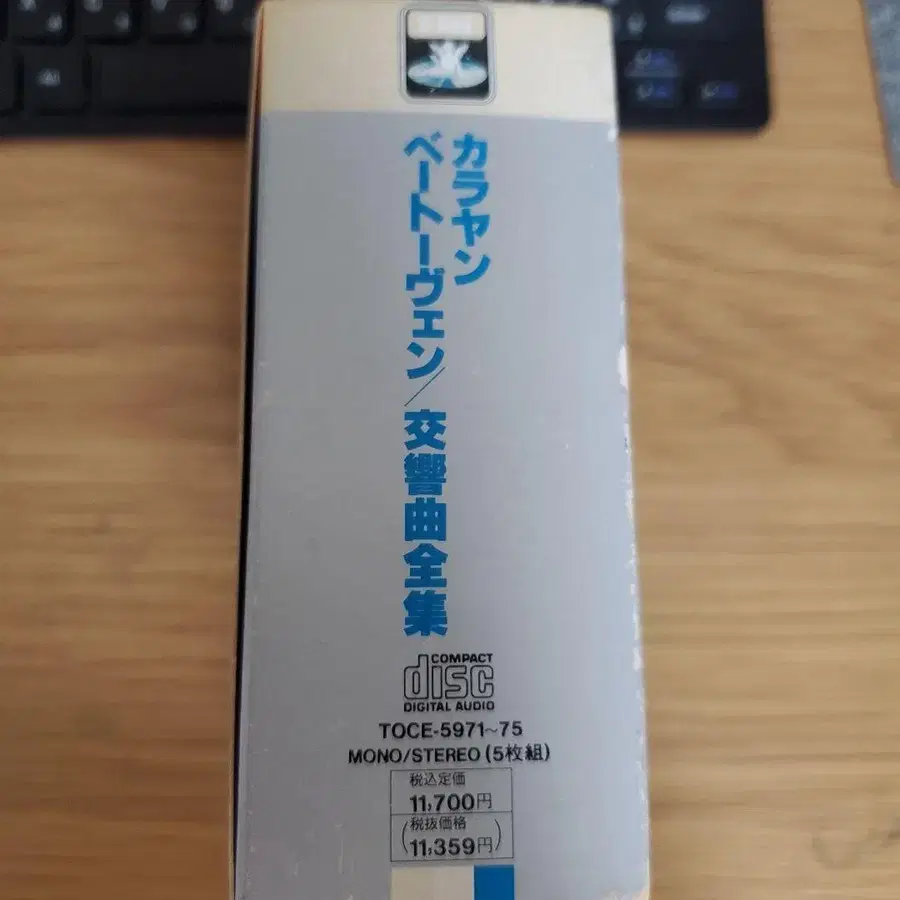 カラヤン
ベートーヴェン/交響曲全集
COMPACT
disc
DIGITAL AUDIO
TOCE-5971~75
MONO/STEREO (5枚組)
税込定価
11,700円
(税抜価格
11,359円)